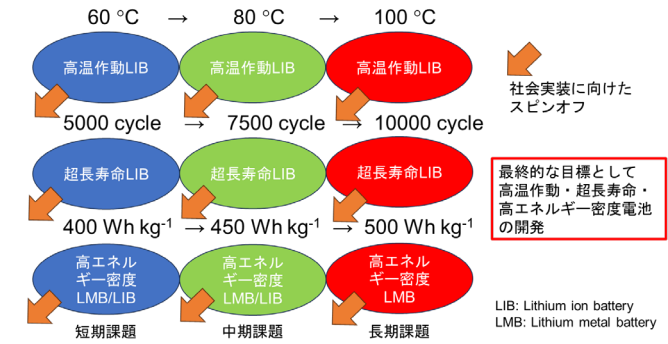 60 °C → 80 °C → 100 °C
高温作動LIB 高温作動LIB 高温作動LIB
社会実装に向けた
スピンオフ
5000 cycle → 7500 cycle → 10000 cycle
超長寿命LIB 超長寿命LIB 超長寿命LIB
最終的な目標として
高温作動・超長寿命・
高エネルギー密度電池
の開発
400 Wh kg⁻¹ → 450 Wh kg⁻¹ → 500 Wh kg⁻¹
高エネル
ギー密度
LMB/LIB
高エネル
ギー密度
LMB/LIB
高エネル
ギー密度
LMB
短期課題 中期課題 長期課題
LIB: Lithium ion battery
LMB: Lithium metal battery